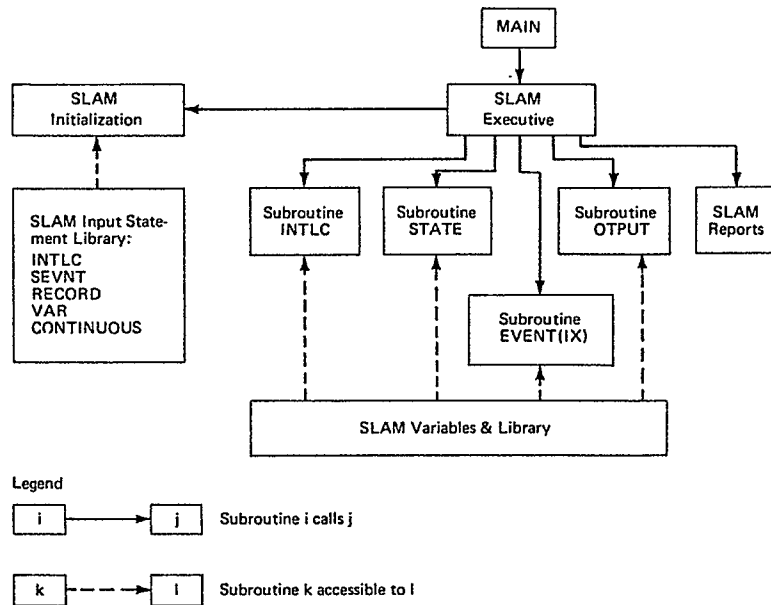 MAIN
SLAM
Initialization
SLAM
Executive
SLAM Input State-
ment Library:
INTLC
SEVNT
RECORD
VAR
CONTINUOUS
Subroutine
INTLC
Subroutine
STATE
Subroutine
OTPUT
SLAM
Reports
Subroutine
EVENT(IX)
SLAM Variables & Library
Legend
i
j
Subroutine i calls j
k
l
Subroutine k accessible to l